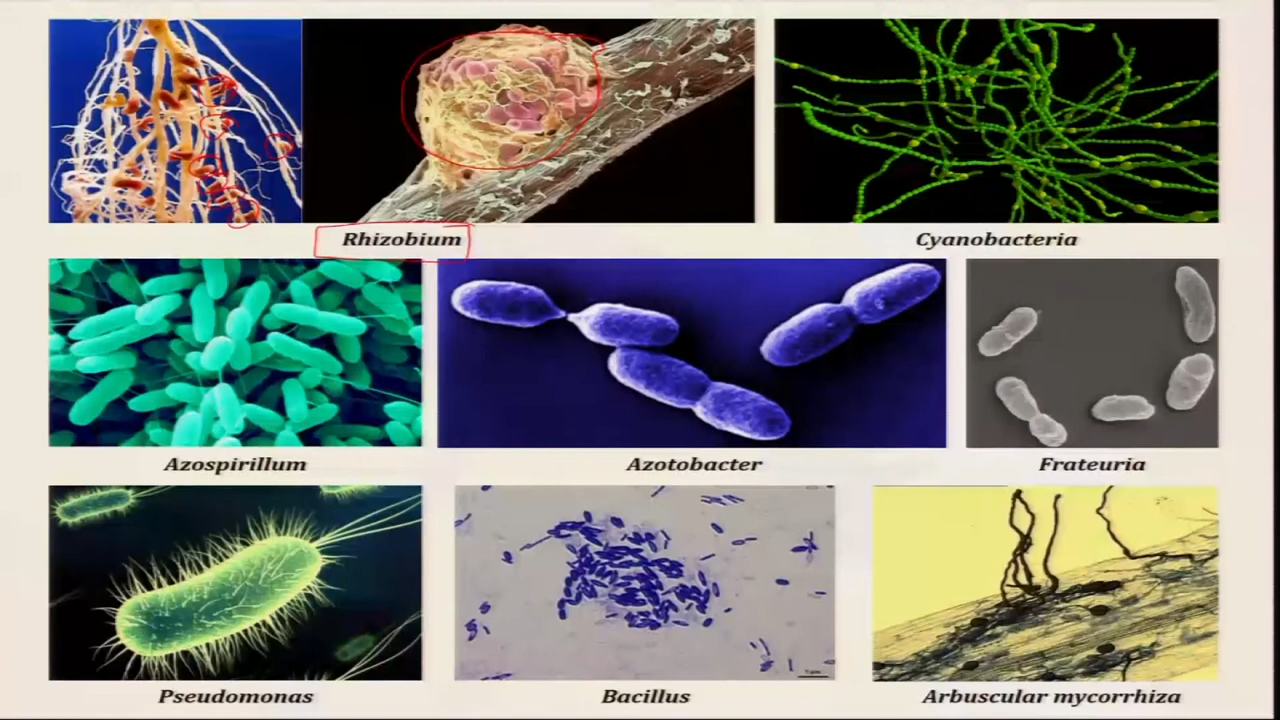 Rhizobium
Cyanobacteria
Azospirillum
Azotobacter
Frateuria
Pseudomonas
Bacillus
Arbuscular mycorrhiza